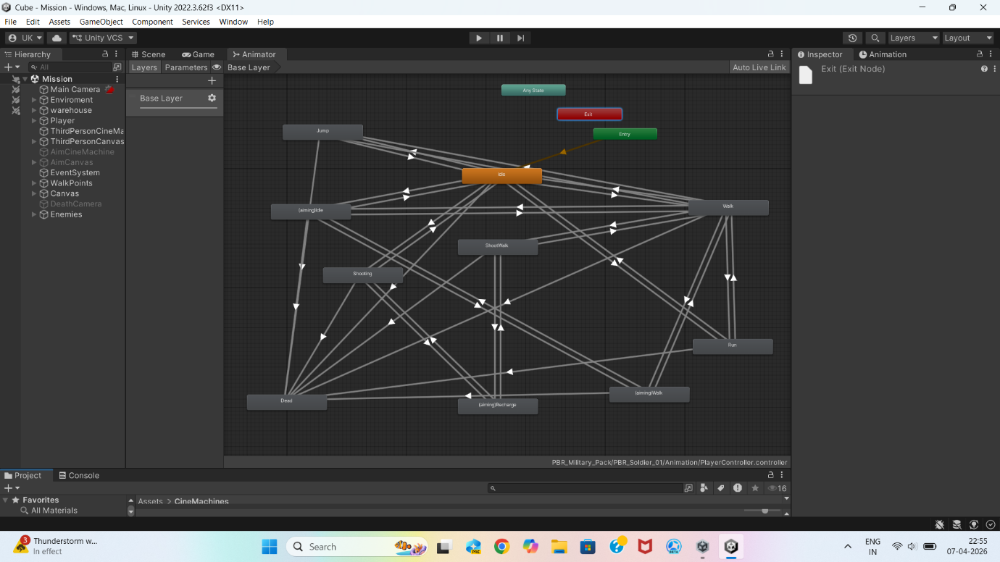 Cube - Mission - Windows, Mac, Linux - Unity 2022.3.62f3 <DX11>
File Edit Assets GameObject Component Services Window Help
UK Unity VCS Layers Layout
Hierarchy Scene Game Animator Inspector Animation
All Layers Parameters Base Layer Auto Live Link Exit (Exit Node)
Mission
Main Camera
Enviroment
warehouse
Player
ThirdPersonCineMa
ThirdPersonCanvas
AimCineMachine
AimCanvas
EventSystem
WalkPoints
Canvas
DeathCamera
Enemies
Base Layer
Any State
Exit
Entry
Jump
Idle
(aiming)Idle
Walk
ShootWalk
Shooting
Run
(aiming)Walk
Dead
(aiming)Recharge
PBR_Military_Pack/PBR_Soldier_01/Animation/PlayerController.controller
Project Console
16
Favorites
All Materials
Assets > CineMachines
3
Thunderstorm w...
In effect
Search
PRE
BETA
ENG
IN
22:55
07-04-2026